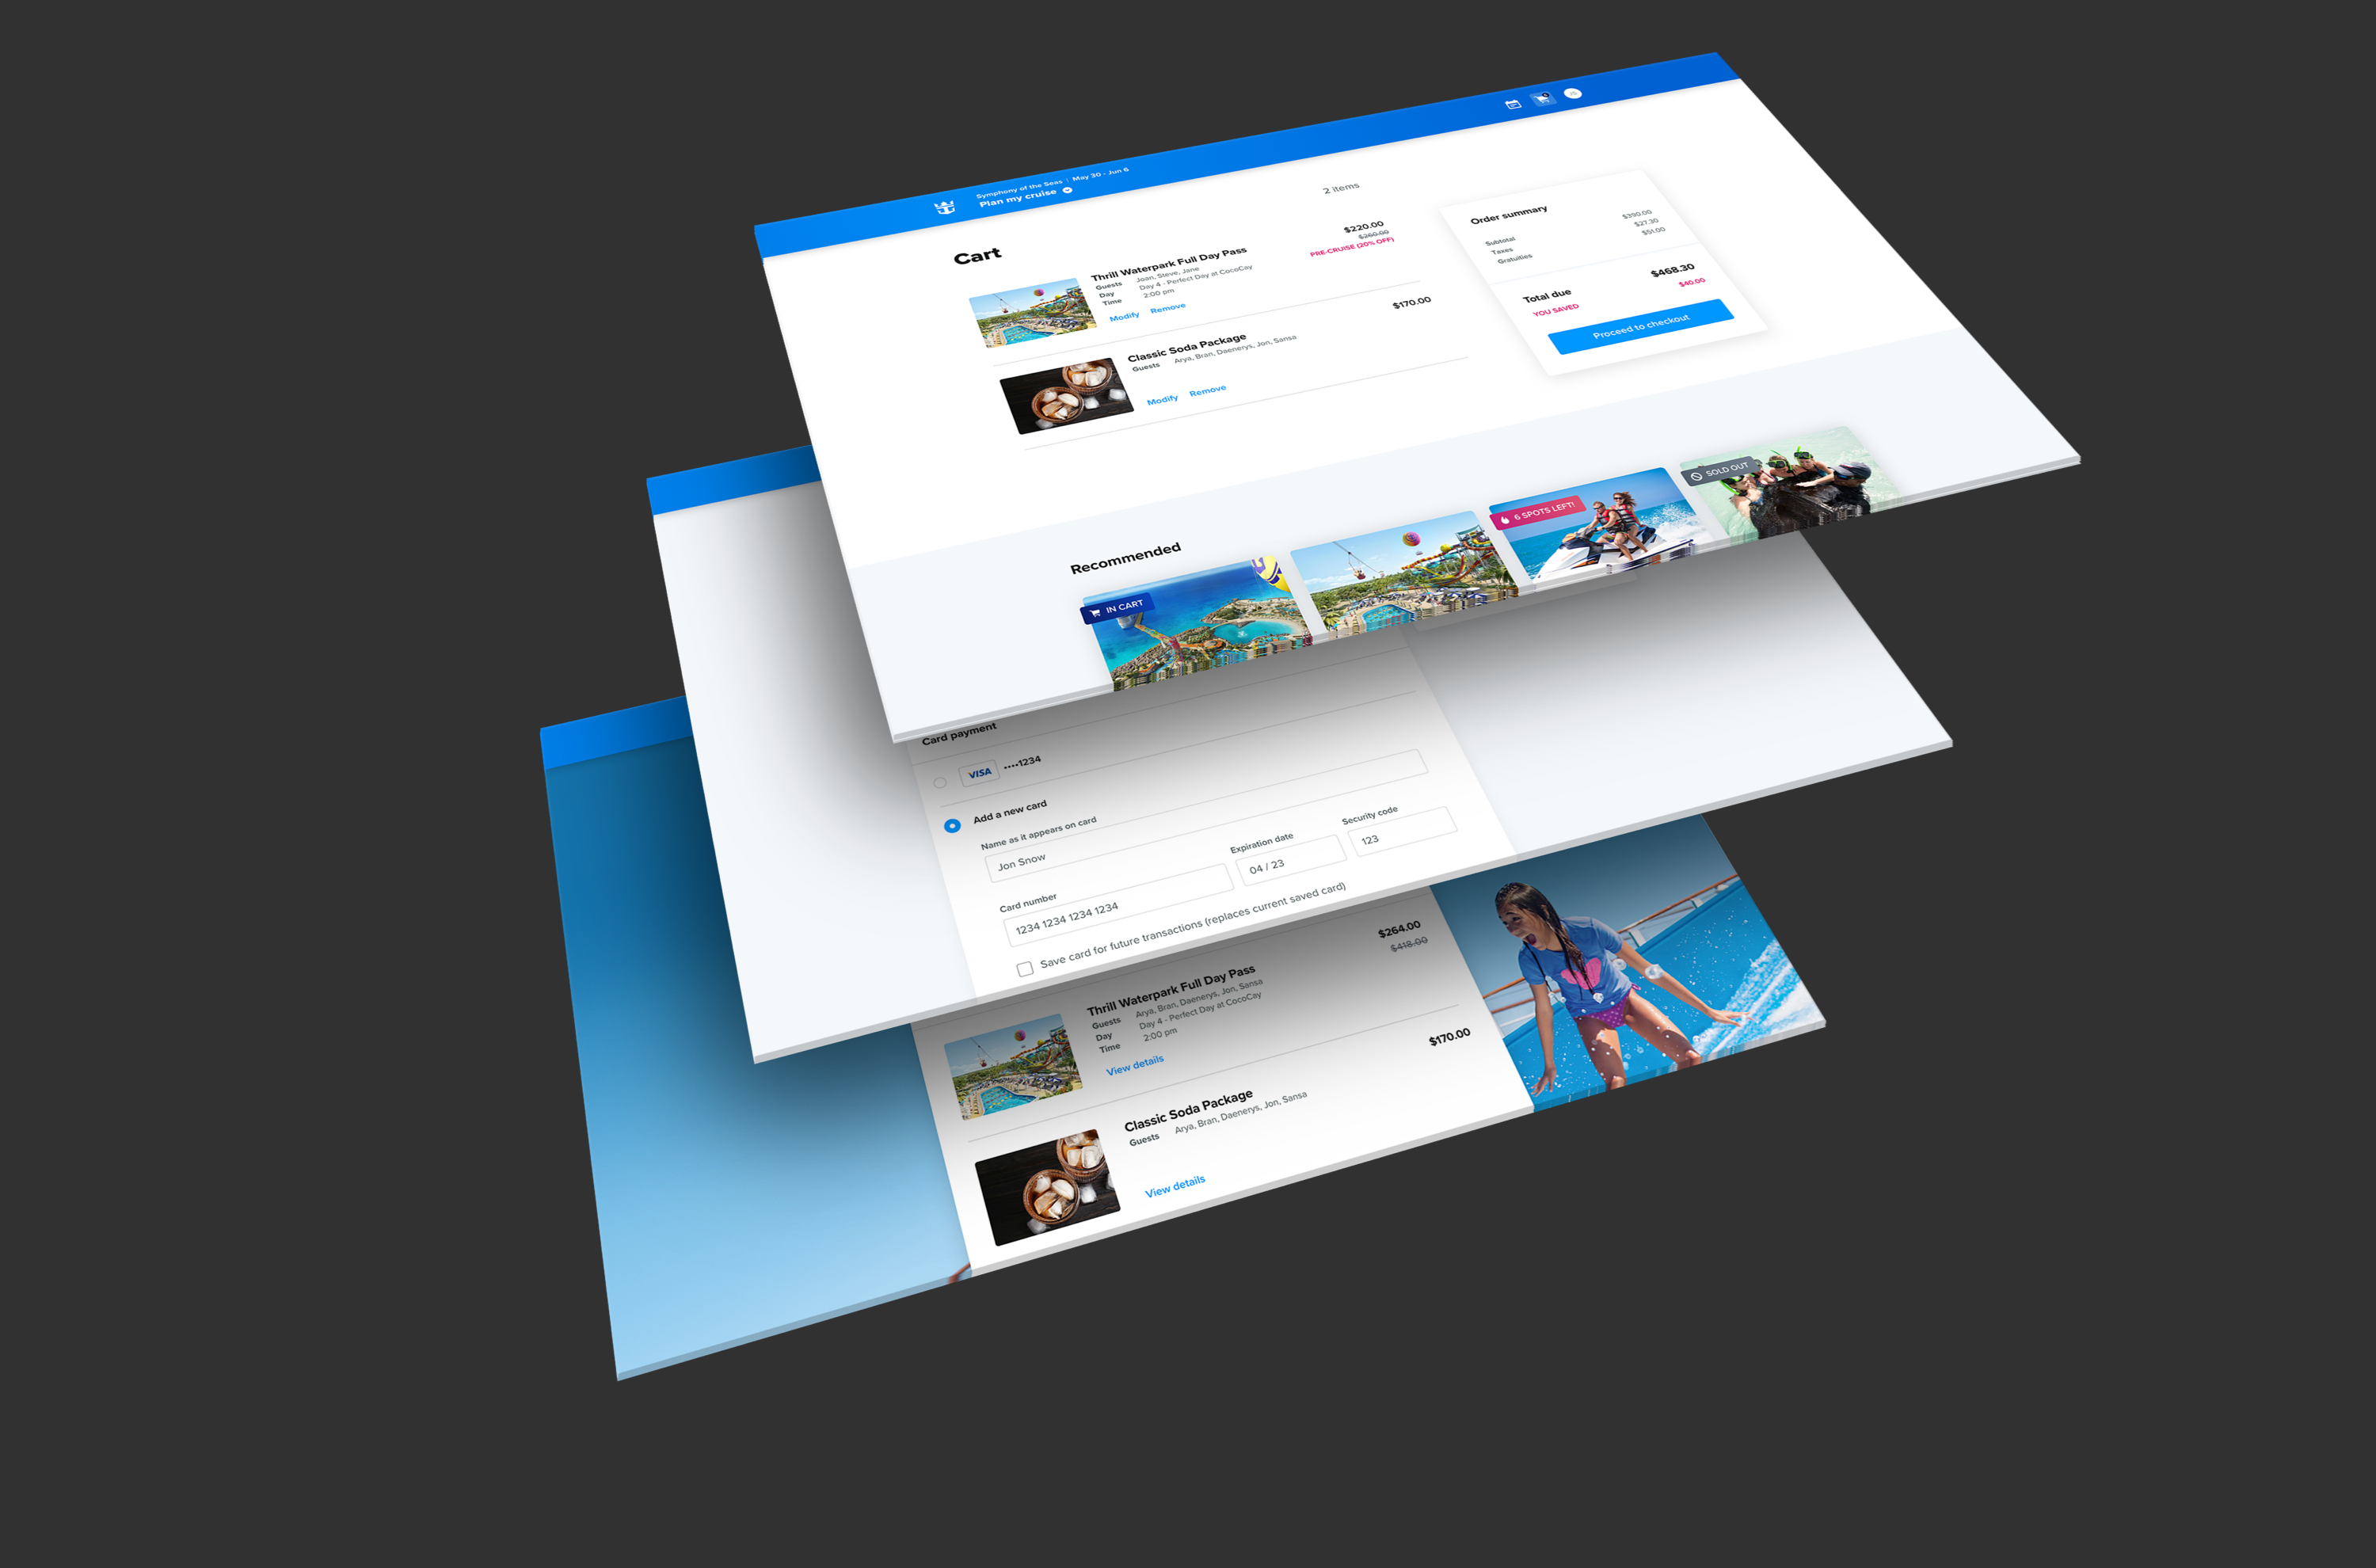 Symphony of the Seas | May 30 - Jun 6
Plan my cruise
Cart
2 items
Thrill Waterpark Full Day Pass
$220.00
Guests Joan, Steve, Jane
$260.00
Day Day 4 - Perfect Day at CocoCay
PRE-CRUISE (20% OFF)
Time 2:00 pm
Modify Remove
Classic Soda Package
$170.00
Guests Arya, Bran, Daenerys, Jon, Sansa
Modify Remove
Order summary
Subtotal $390.00
Taxes $27.30
Gratuities $51.00
Total due $468.30
YOU SAVED $40.00
Proceed to checkout
Recommended
IN CART
6 SPOTS LEFT!
SOLD OUT
Card payment
VISA ••••1234
Add a new card
Name as it appears on card
Jon Snow
Card number
Expiration date
Security code
1234 1234 1234 1234
04 / 23
123
Save card for future transactions (replaces current saved card)
Thrill Waterpark Full Day Pass
$264.00
Guests Arya, Bran, Daenerys, Jon, Sansa
$418.00
Day Day 4 - Perfect Day at CocoCay
Time 2:00 pm
View details
Classic Soda Package
$170.00
Guests Arya, Bran, Daenerys, Jon, Sansa
View details